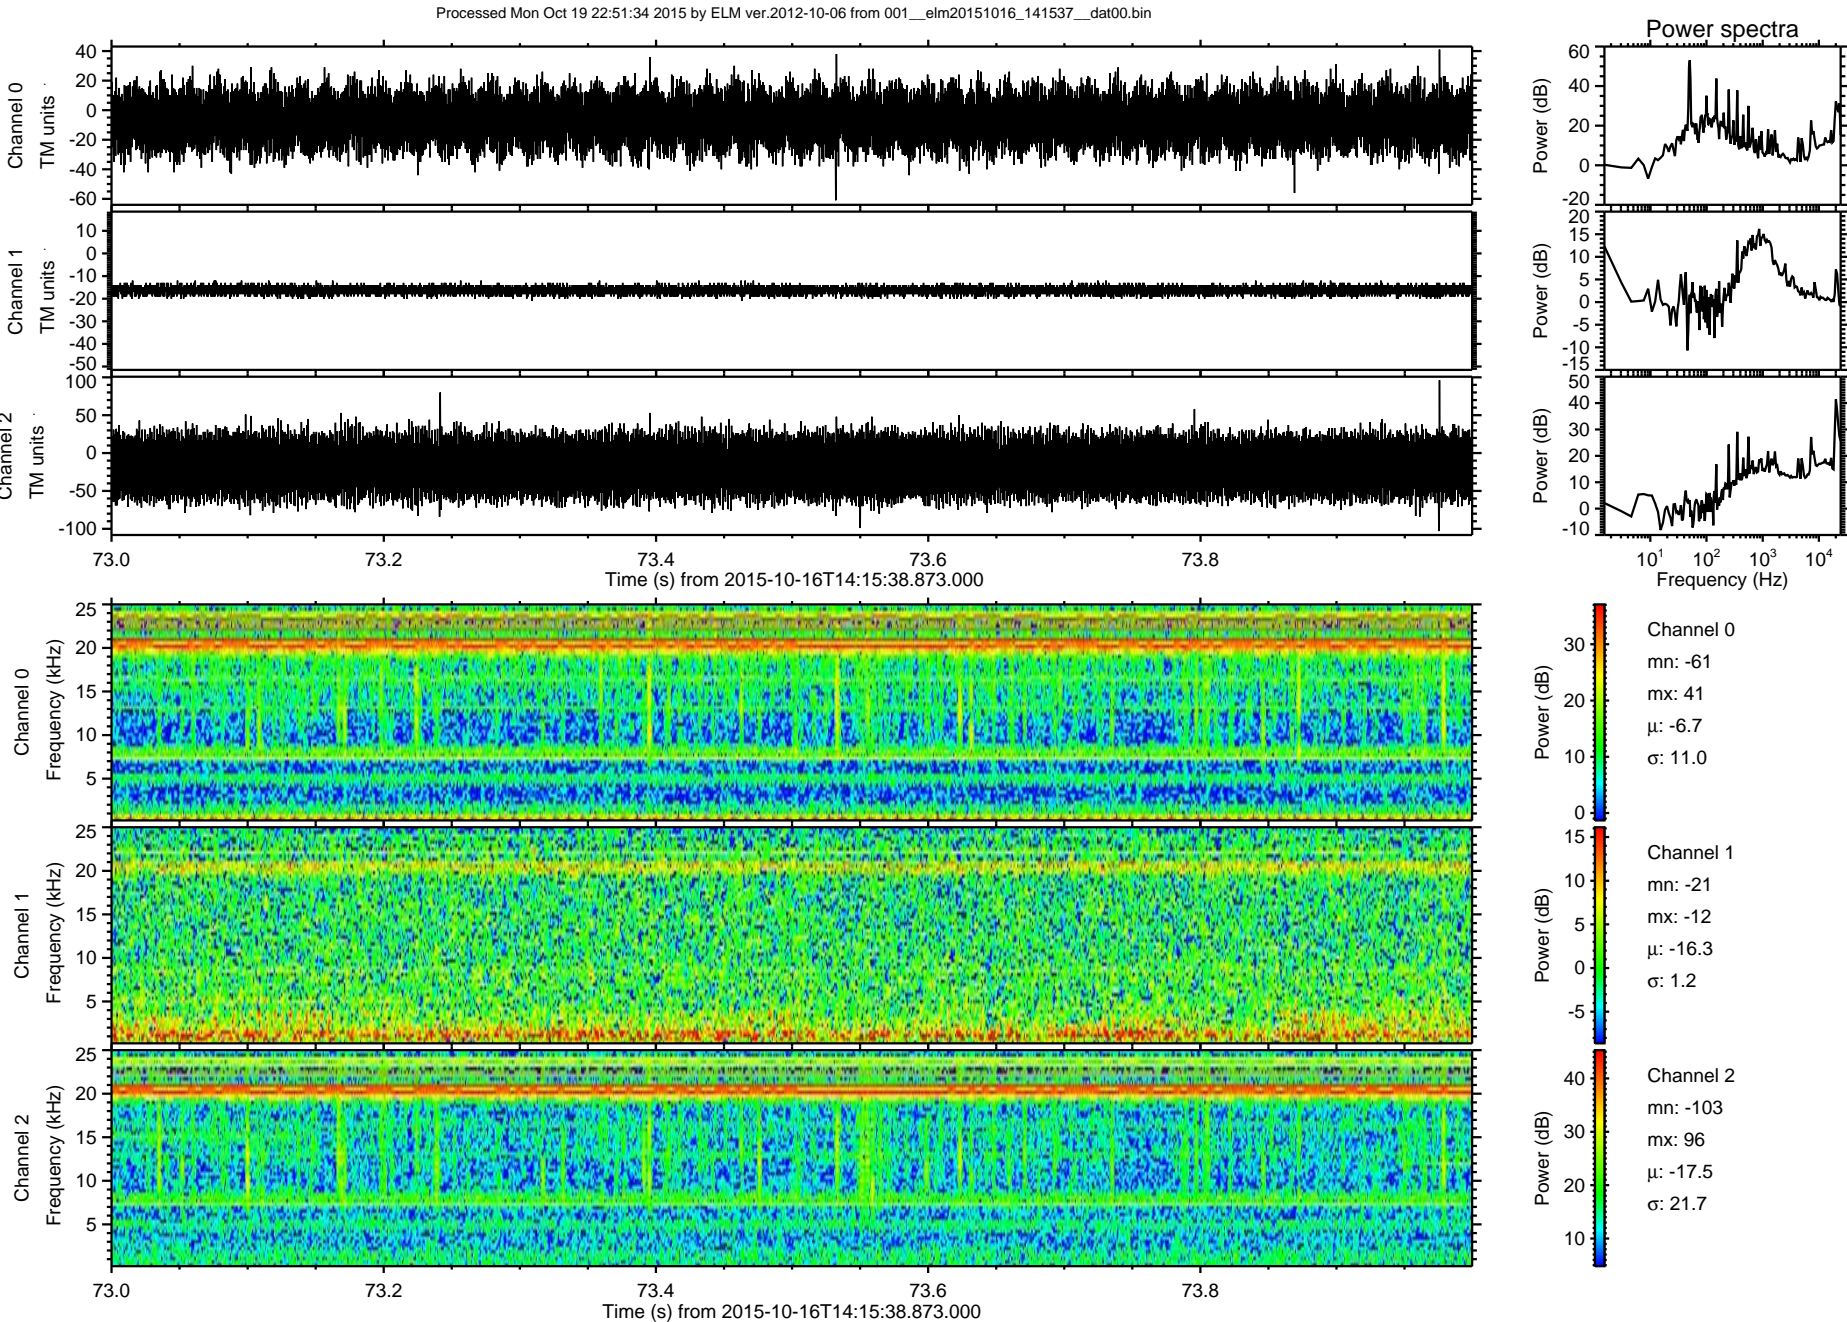 Processed Mon Oct 19 22:51:34 2015 by ELM ver.2012-10-06 from 001__elm20151016_141537__dat00.bin
Power spectra
Channel 0
TM units
40
20
0
-20
-40
-60
Power (dB)
60
40
20
0
-20
Channel 1
TM units
10
0
-10
-20
-30
-40
-50
Power (dB)
20
15
10
5
0
-5
-10
-15
Channel 2
TM units
100
50
0
-50
-100
Power (dB)
50
40
30
20
10
0
-10
73.0 73.2 73.4 73.6 73.8
Time (s) from 2015-10-16T14:15:38.873.000
10¹ 10² 10³ 10⁴
Frequency (Hz)
Channel 0
Frequency (kHz)
25
20
15
10
5
Power (dB)
30
20
10
0
Channel 0
mn: -61
mx: 41
μ: -6.7
σ: 11.0
Channel 1
Frequency (kHz)
25
20
15
10
5
Power (dB)
15
10
5
0
-5
Channel 1
mn: -21
mx: -12
μ: -16.3
σ: 1.2
Channel 2
Frequency (kHz)
25
20
15
10
5
Power (dB)
40
30
20
10
Channel 2
mn: -103
mx: 96
μ: -17.5
σ: 21.7
73.0 73.2 73.4 73.6 73.8
Time (s) from 2015-10-16T14:15:38.873.000